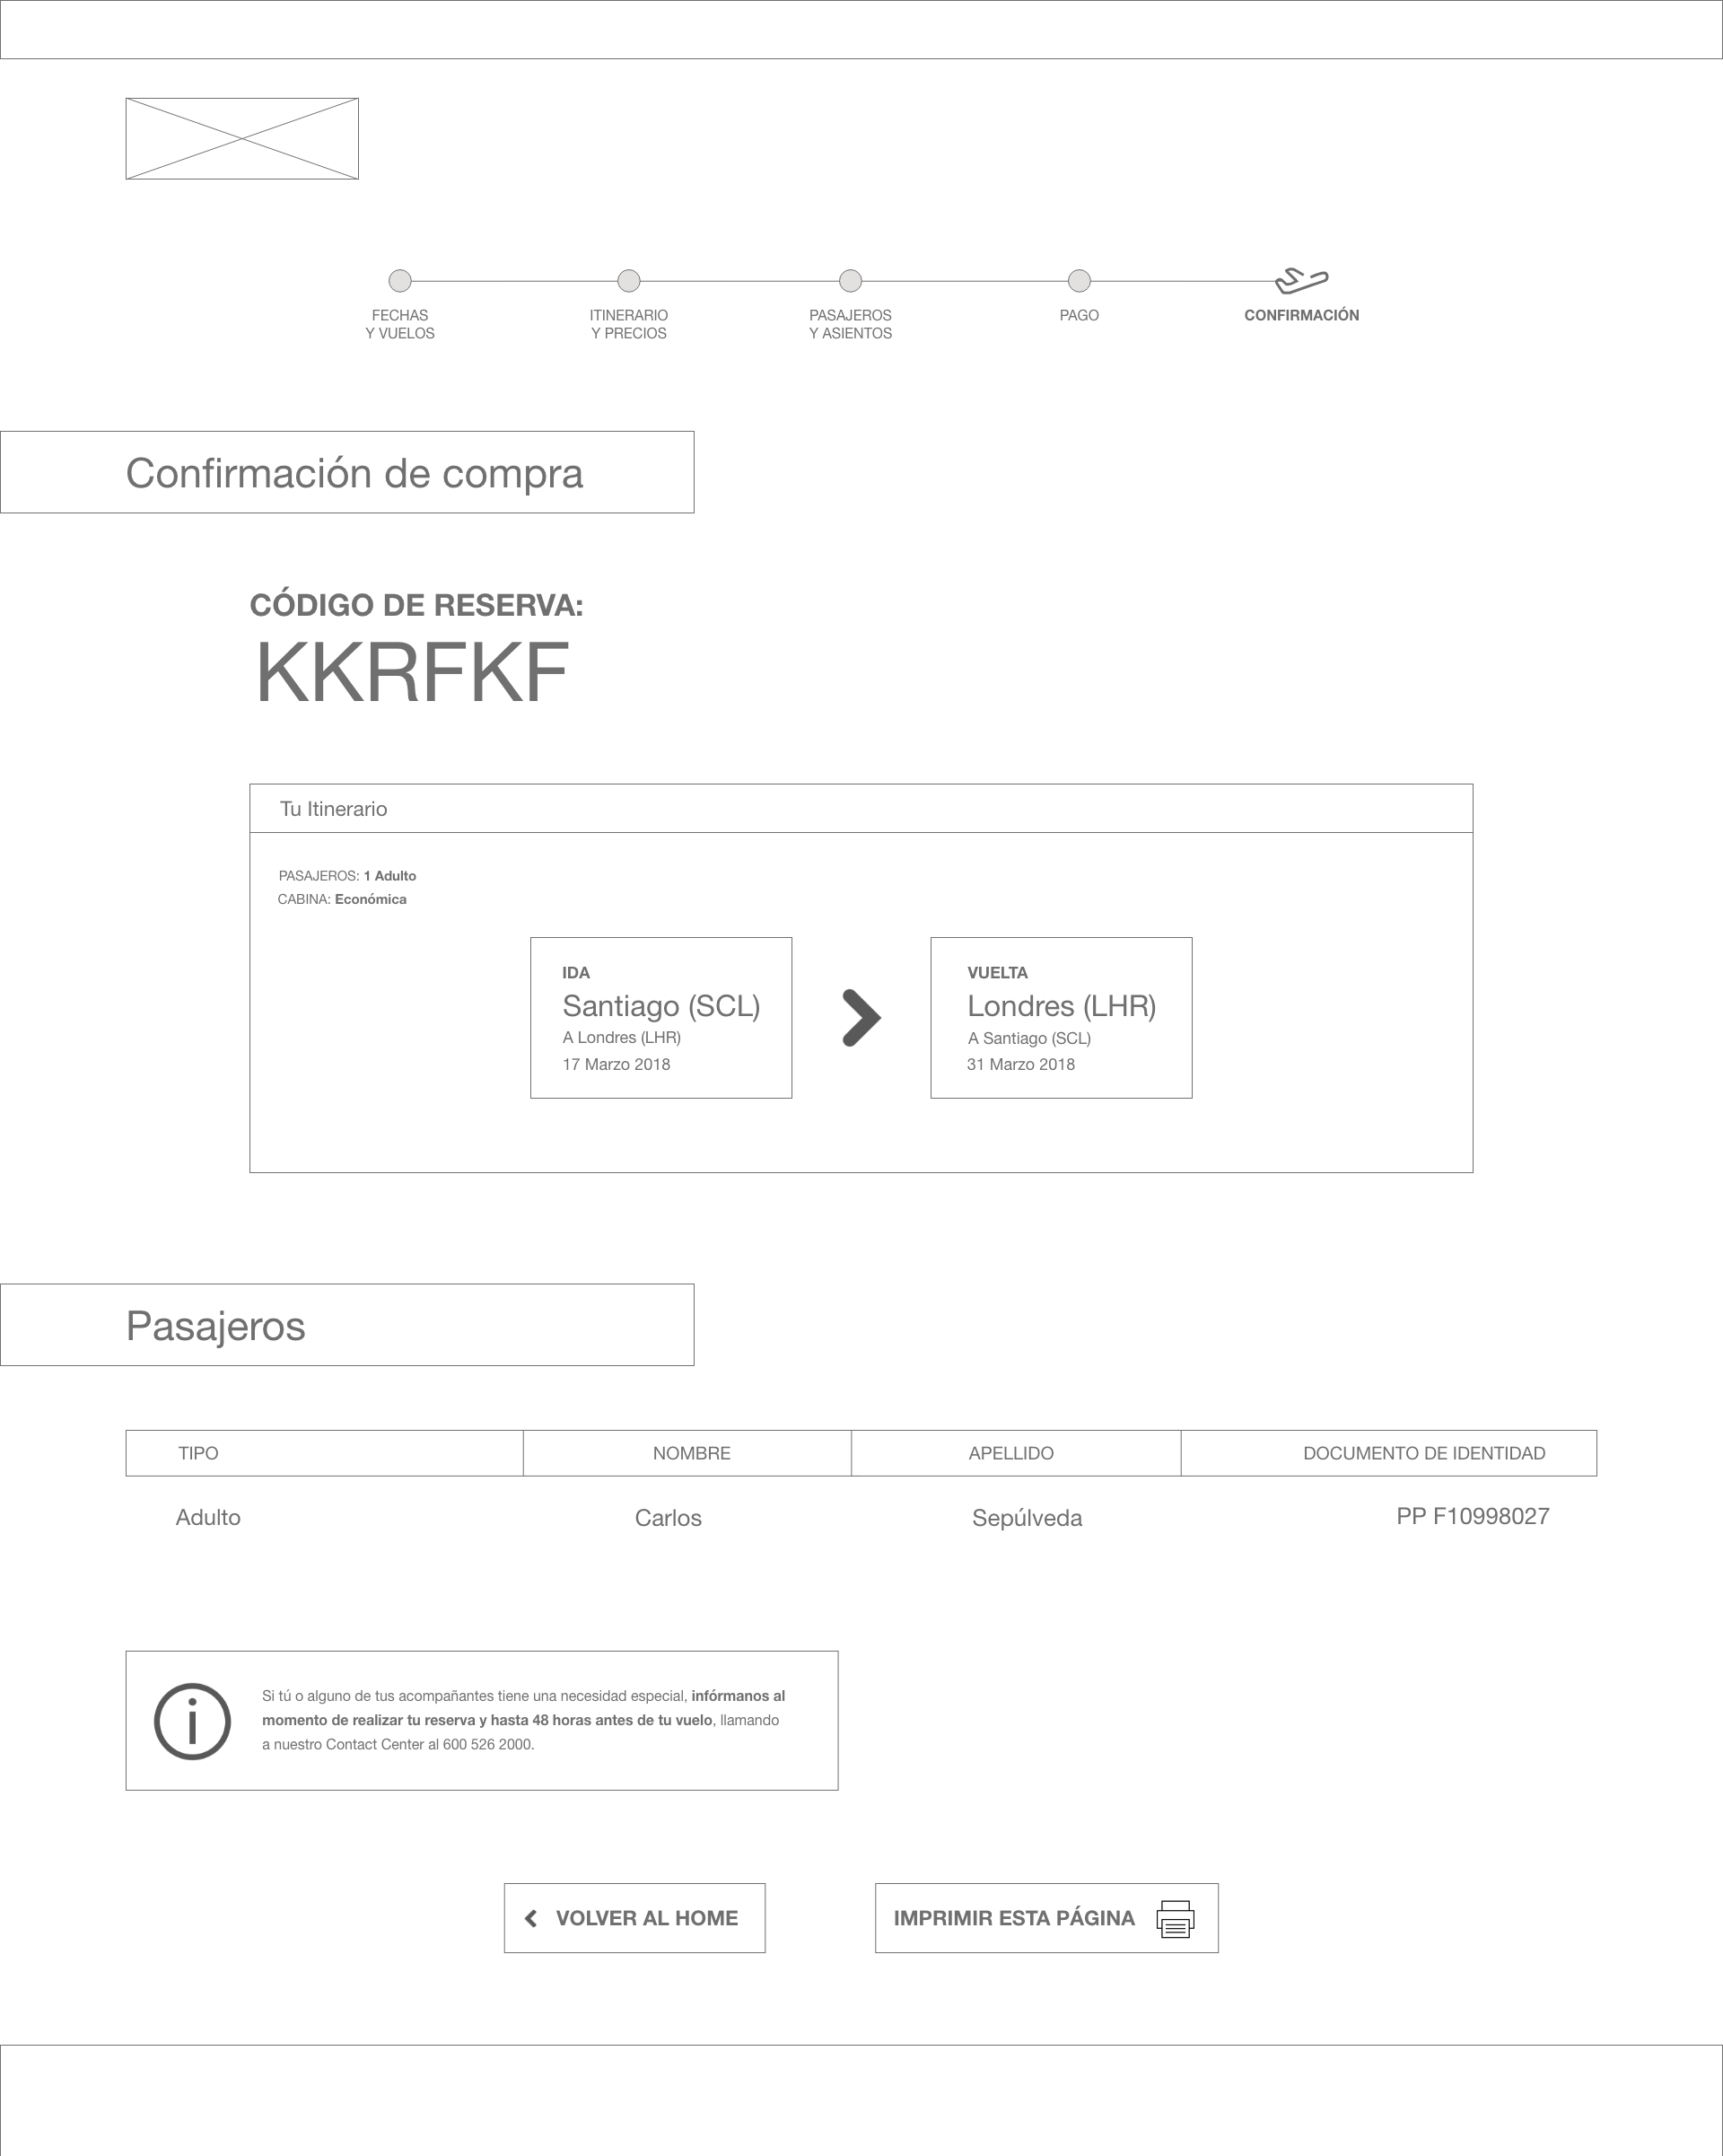 FECHAS
Y VUELOS
ITINERARIO
Y PRECIOS
PASAJEROS
Y ASIENTOS
PAGO
CONFIRMACIÓN
Confirmación de compra
CÓDIGO DE RESERVA:
KKRFKF
Tu Itinerario
PASAJEROS: 1 Adulto
CABINA: Económica
IDA
Santiago (SCL)
A Londres (LHR)
17 Marzo 2018
VUELTA
Londres (LHR)
A Santiago (SCL)
31 Marzo 2018
Pasajeros
TIPO NOMBRE APELLIDO DOCUMENTO DE IDENTIDAD
Adulto Carlos Sepúlveda PP F10998027
Si tú o alguno de tus acompañantes tiene una necesidad especial, infórmanos al
momento de realizar tu reserva y hasta 48 horas antes de tu vuelo, llamando
a nuestro Contact Center al 600 526 2000.
VOLVER AL HOME
IMPRIMIR ESTA PÁGINA